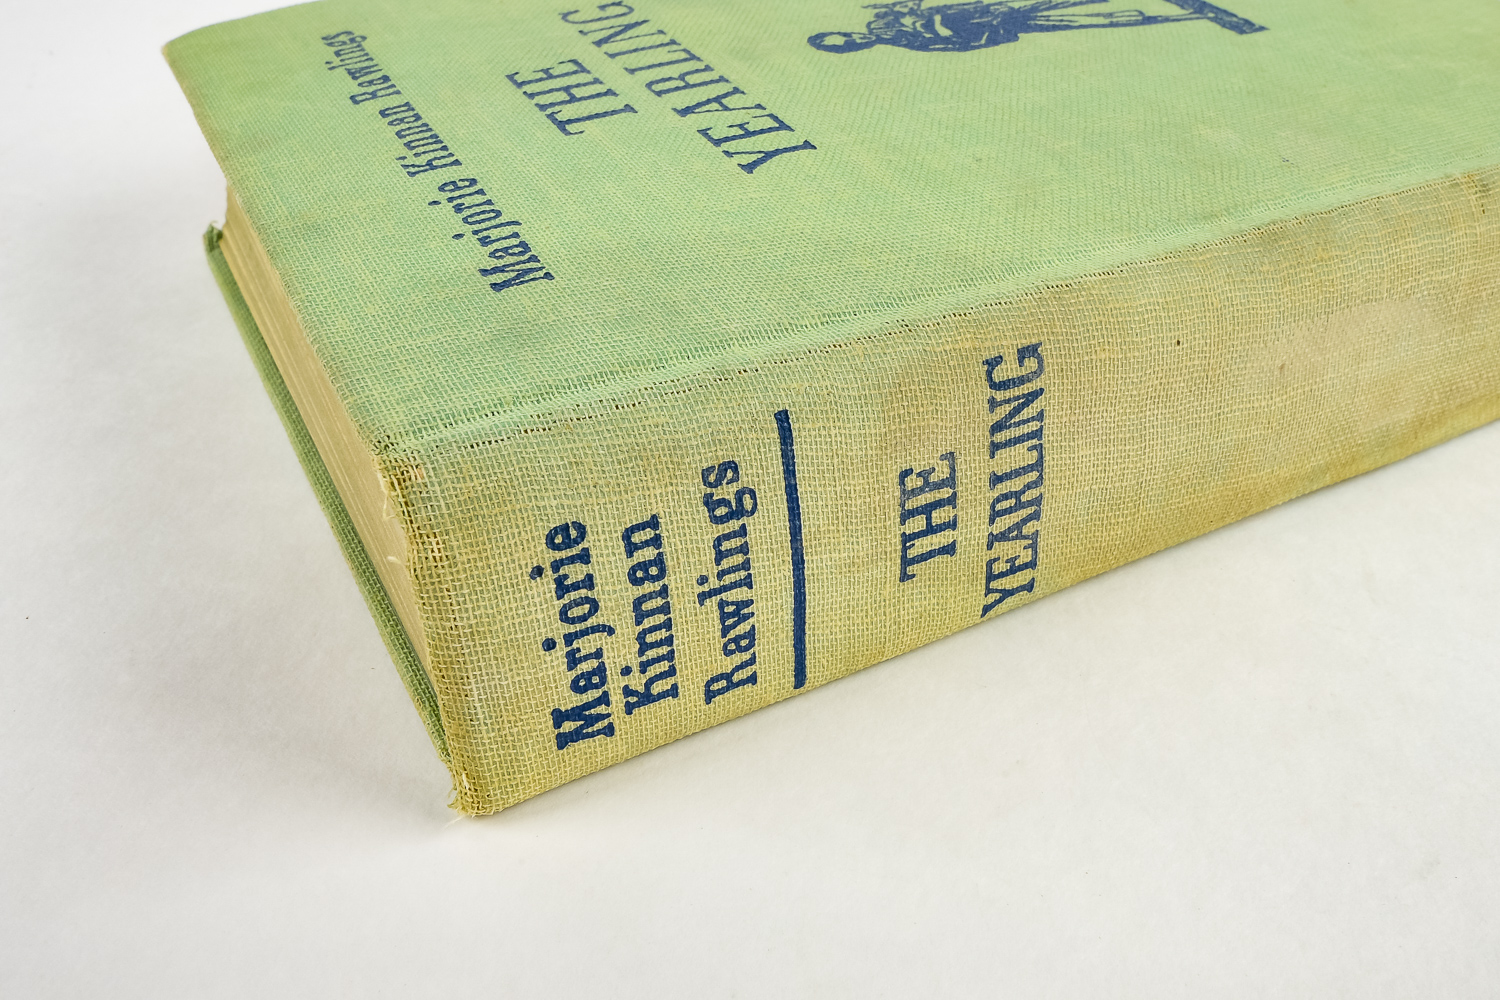 Marjorie Kinnan Rawlings
THE
YEARLING
Marjorie
Kinnan
Rawlings
THE
YEARLING